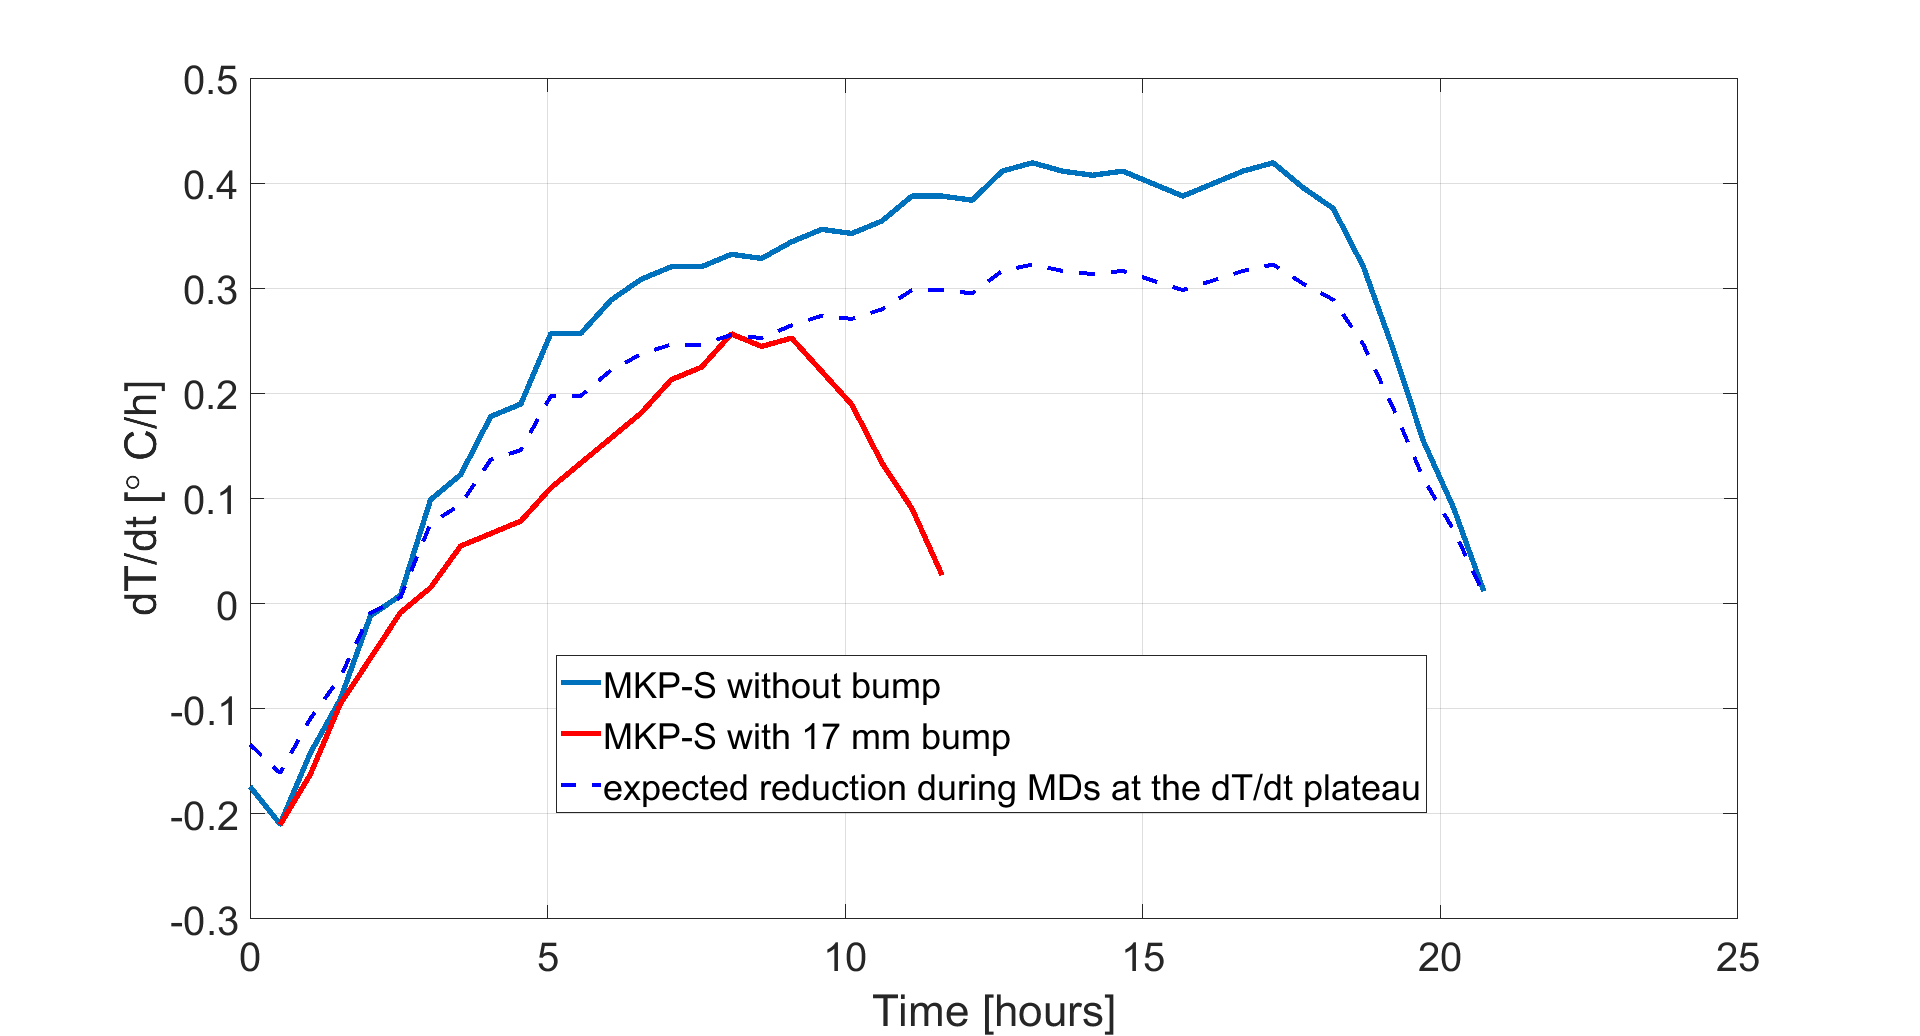 0.5
0.4
0.3
0.2
0.1
0
-0.1
-0.2
-0.3
dT/dt [° C/h]
MKP-S without bump
MKP-S with 17 mm bump
expected reduction during MDs at the dT/dt plateau
0 5 10 15 20 25
Time [hours]